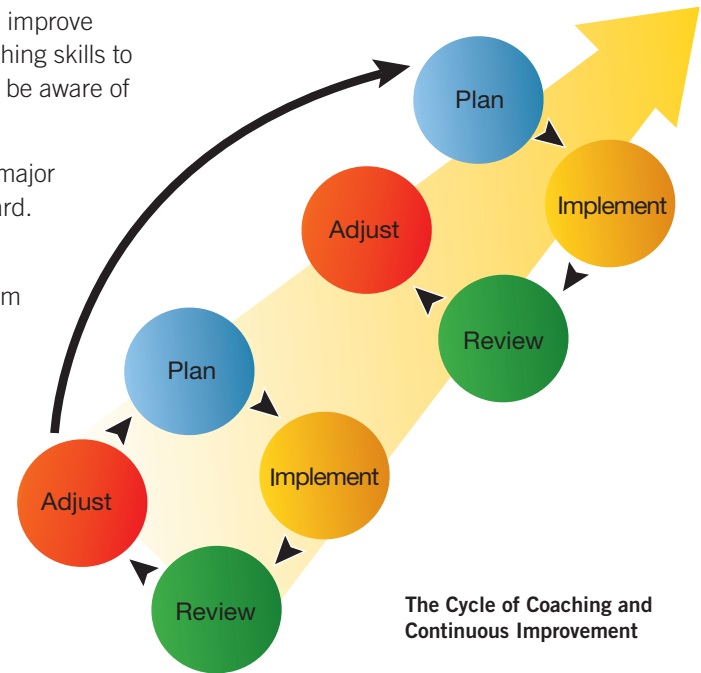 improve
hing skills to
be aware of
major
rd.
m
Plan
Implement
Adjust
Review
Plan
Implement
Adjust
Review
The Cycle of Coaching and
Continuous Improvement